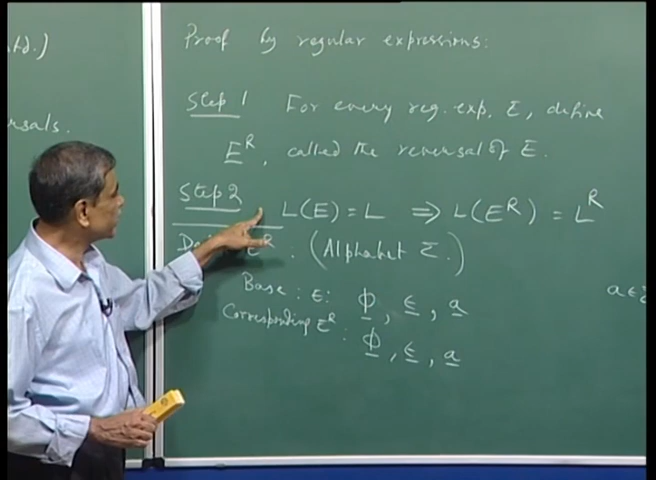 td.)
rsals.
Proof by regular expressions:
Step 1 For every reg. exp. E, define
E^R, called the reversal of E.
Step 2 L(E) = L ⇒ L(E^R) = L^R
E^R : (Alphabet Σ.)
Base : E: Φ, ε, a
a ∈ Σ
Corresponding E^R : Φ, ε, a